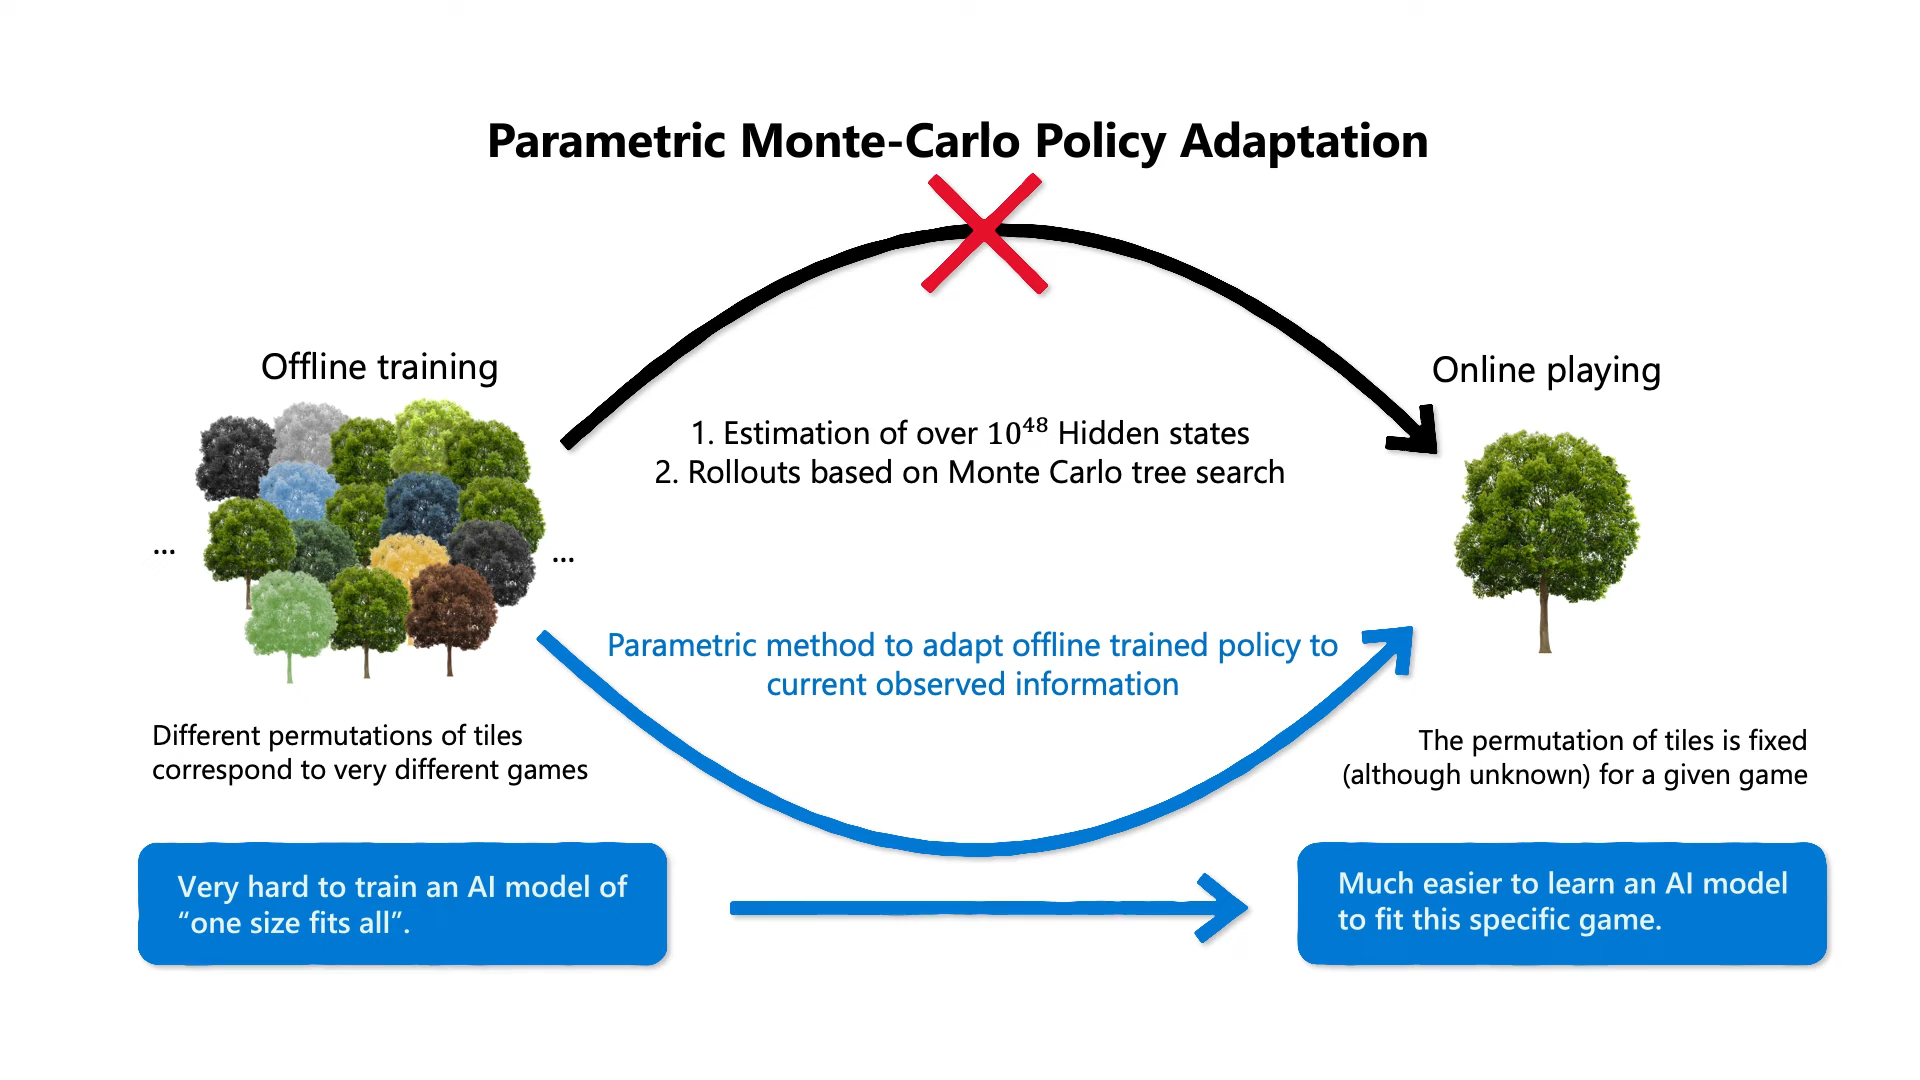 Parametric Monte-Carlo Policy Adaptation
Offline training
Online playing
1. Estimation of over 10⁴⁸ Hidden states
2. Rollouts based on Monte Carlo tree search
...
...
Parametric method to adapt offline trained policy to
current observed information
Different permutations of tiles
correspond to very different games
The permutation of tiles is fixed
(although unknown) for a given game
Very hard to train an AI model of
“one size fits all”.
Much easier to learn an AI model
to fit this specific game.